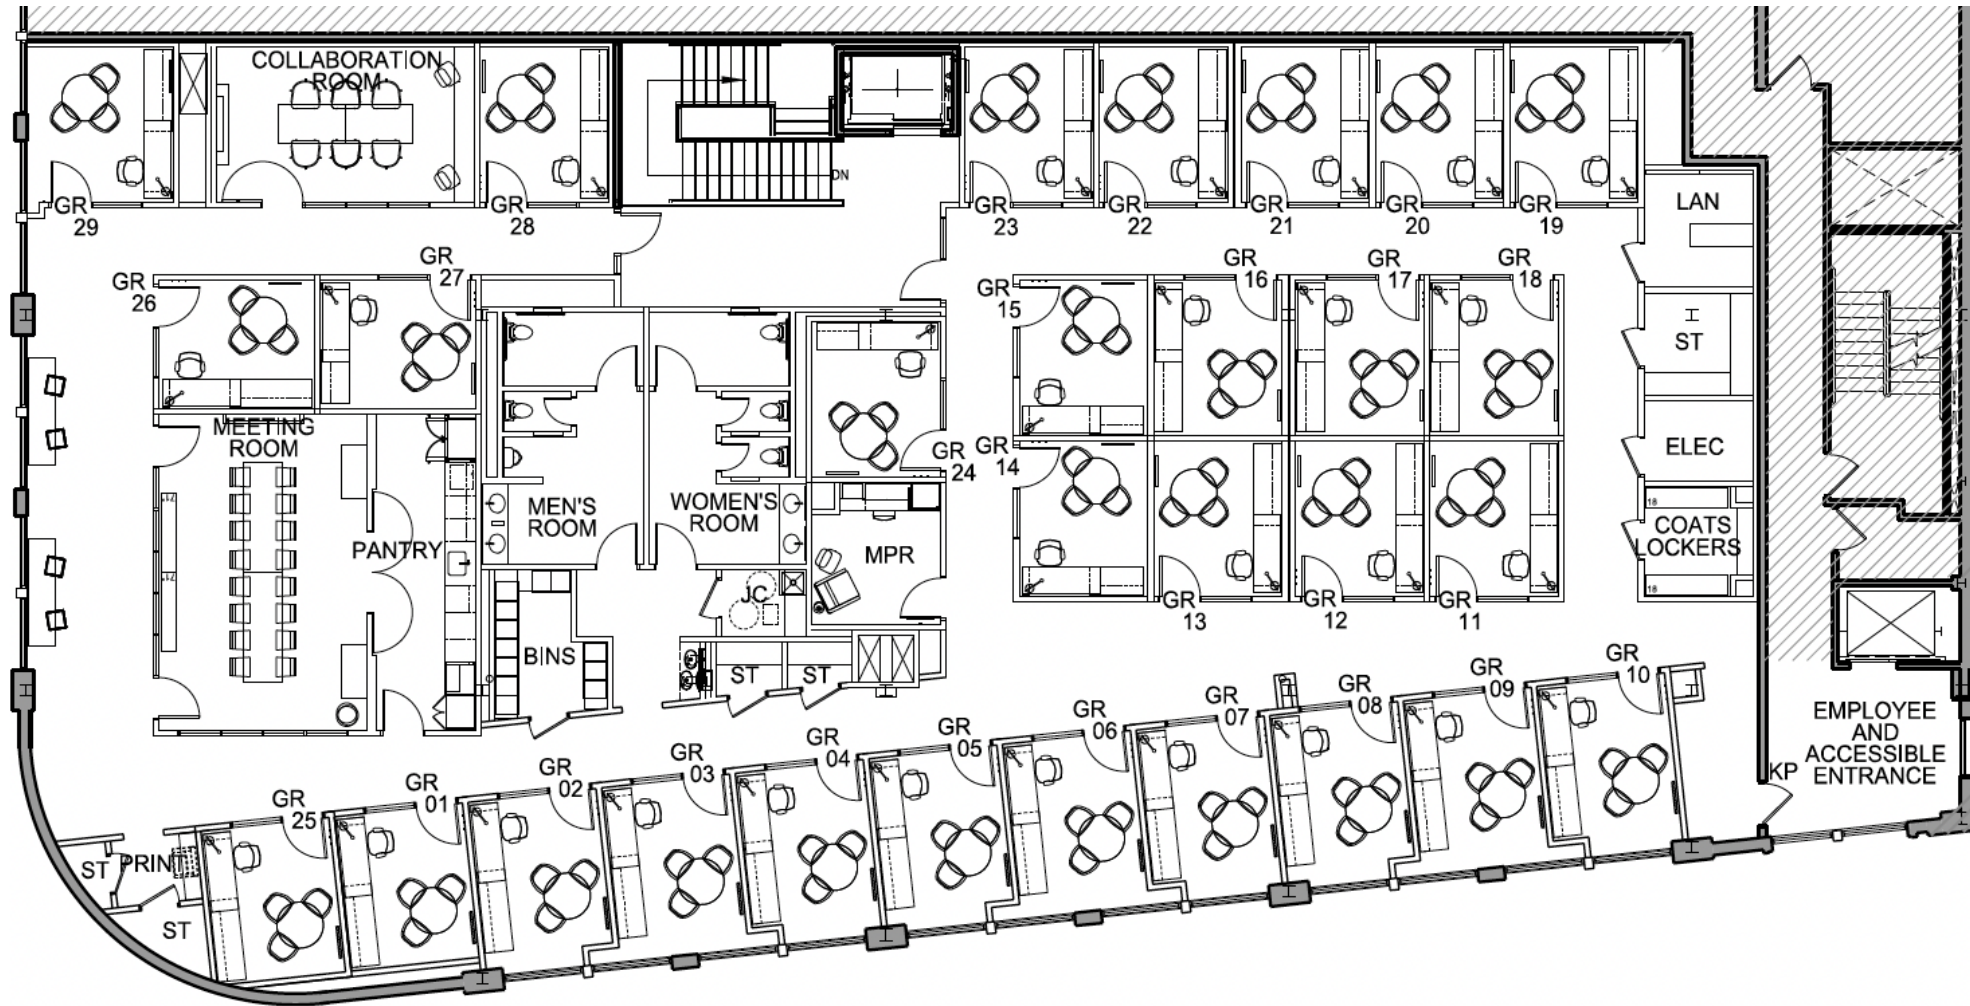 COLLABORATION
ROOM
DN
GR
29
GR
28
GR
23
GR
22
GR
21
GR
20
GR
19
LAN
GR
26
GR
27
GR
15
GR
16
GR
17
GR
18
ST
MEETING
ROOM
GR
24
GR
14
ELEC
PANTRY
MEN'S
ROOM
WOMEN'S
ROOM
MPR
18
COATS
LOCKERS
18
JC
GR
13
GR
12
GR
11
BINS
ST
ST
GR
10
GR
09
GR
08
GR
07
GR
06
GR
05
GR
04
GR
03
GR
02
GR
01
GR
25
EMPLOYEE
AND
ACCESSIBLE
ENTRANCE
KP
ST
PRINT
ST